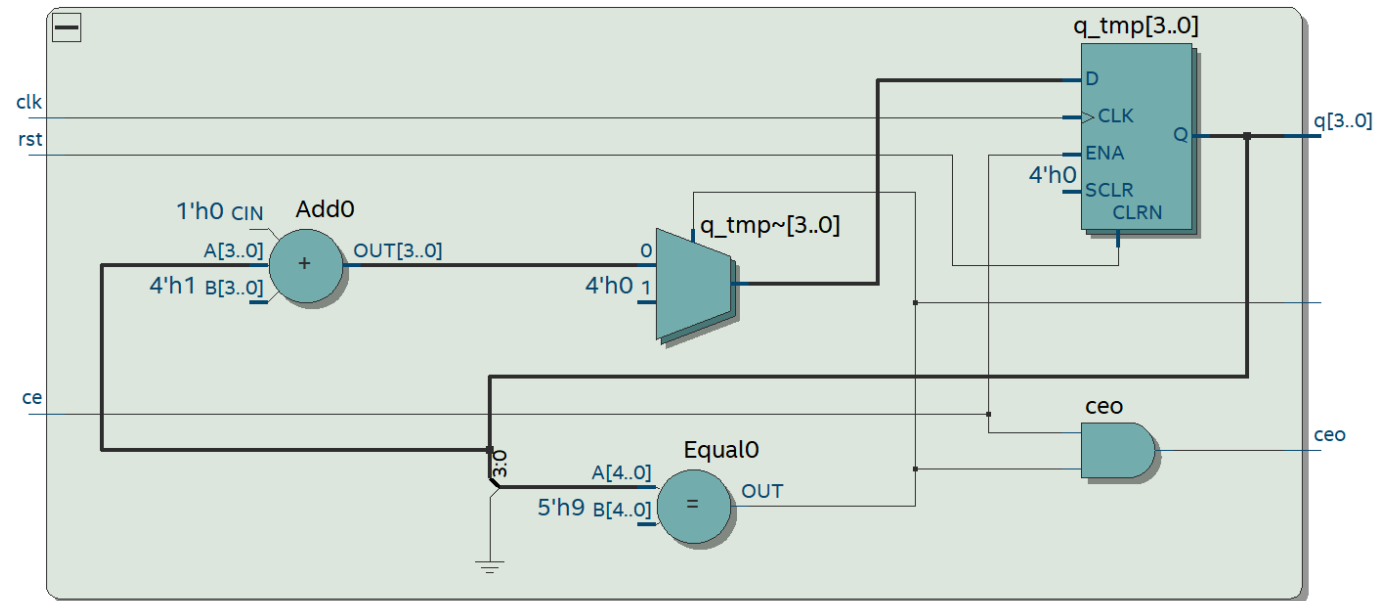 q_tmp[3..0]
D
clk
CLK
q[3..0]
rst
Q
ENA
4'h0
SCLR
1'h0 CIN
Add0
CLRN
q_tmp~[3..0]
A[3..0]
+
OUT[3..0]
0
4'h1 B[3..0]
4'h0 1
ce
ceo
ceo
Equal0
3:0
A[4..0]
=
OUT
5'h9 B[4..0]